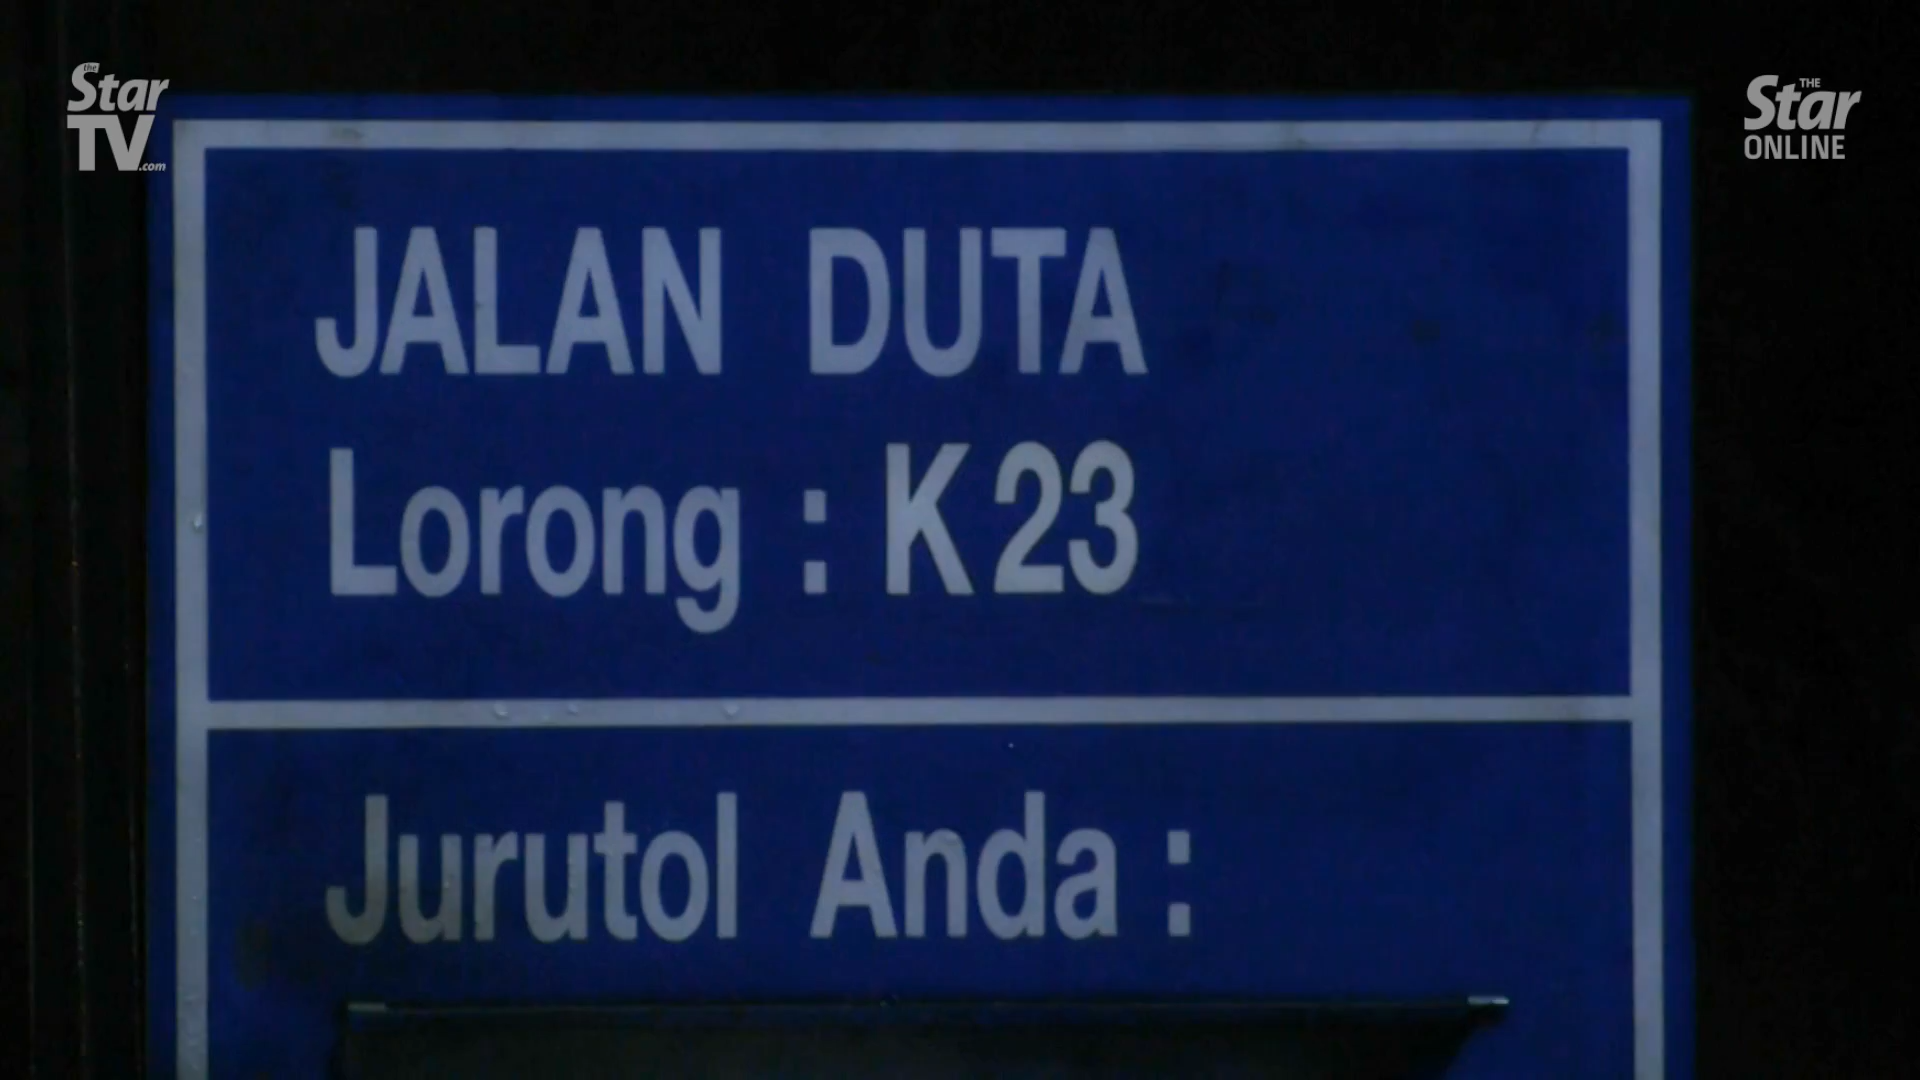 the Star TV.com
THE Star ONLINE
JALAN DUTA
Lorong : K23
Jurutol Anda :